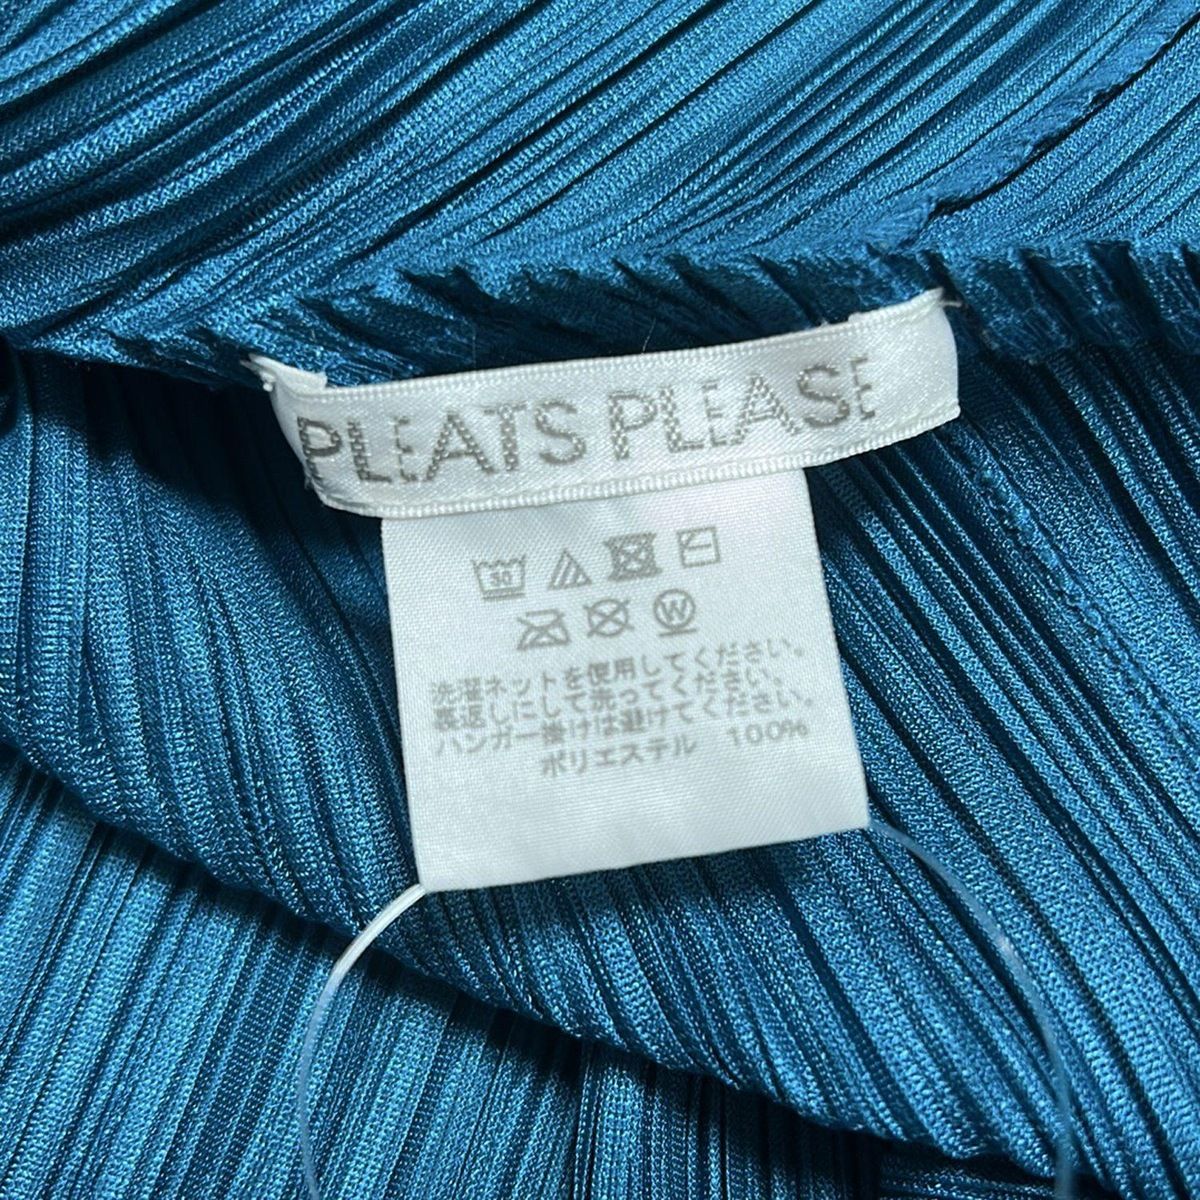 PLEATS PLEASE
30
W
洗濯ネットを使用してください。
裏返しにして洗ってください。
ハンガー掛けは避けてください。
ポリエステル 100%